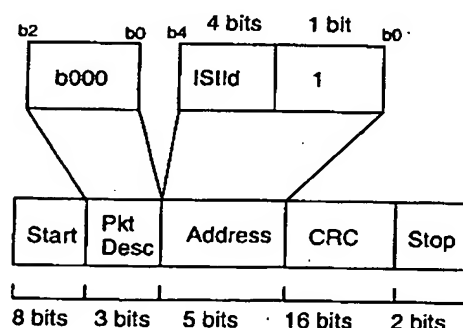 4 bits 1 bit
b2 b0 b4 b0
b000 ISIId 1
Start Pkt Desc Address CRC Stop
8 bits 3 bits 5 bits 16 bits 2 bits